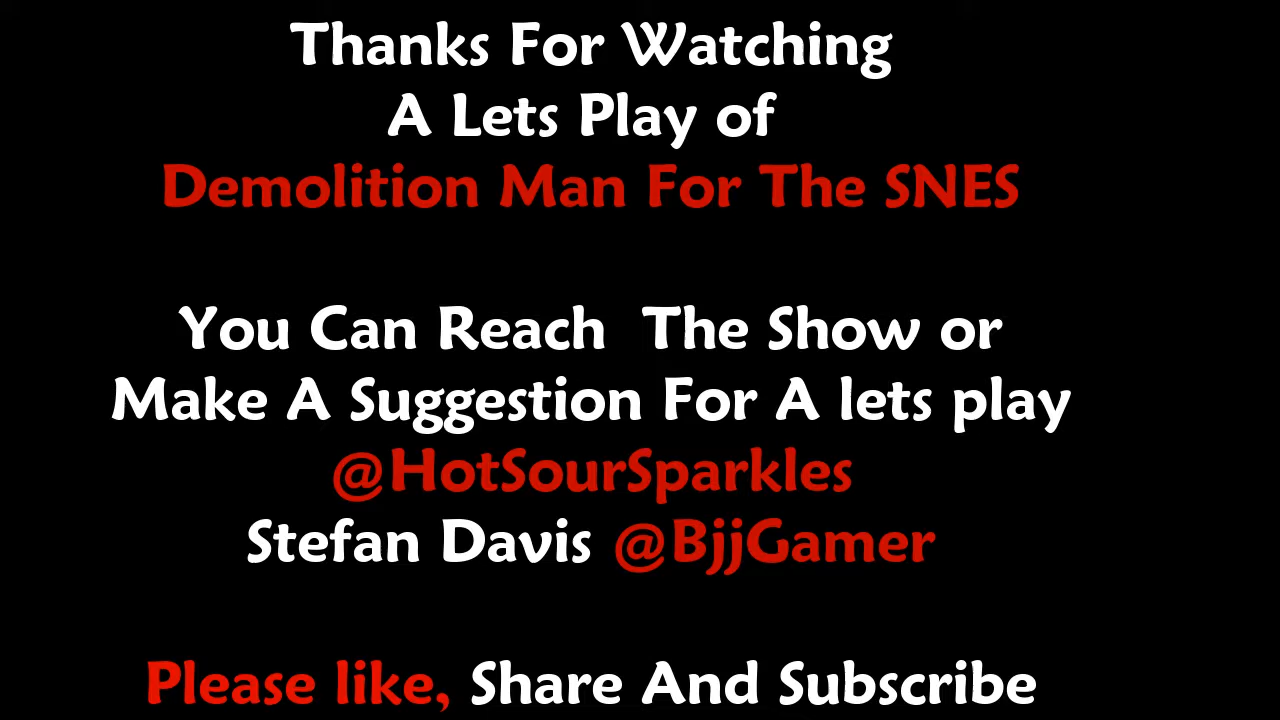 Thanks For Watching
A Lets Play of
Demolition Man For The SNES
You Can Reach The Show or
Make A Suggestion For A lets play
@HotSourSparkles
Stefan Davis @BjjGamer
Please like, Share And Subscribe